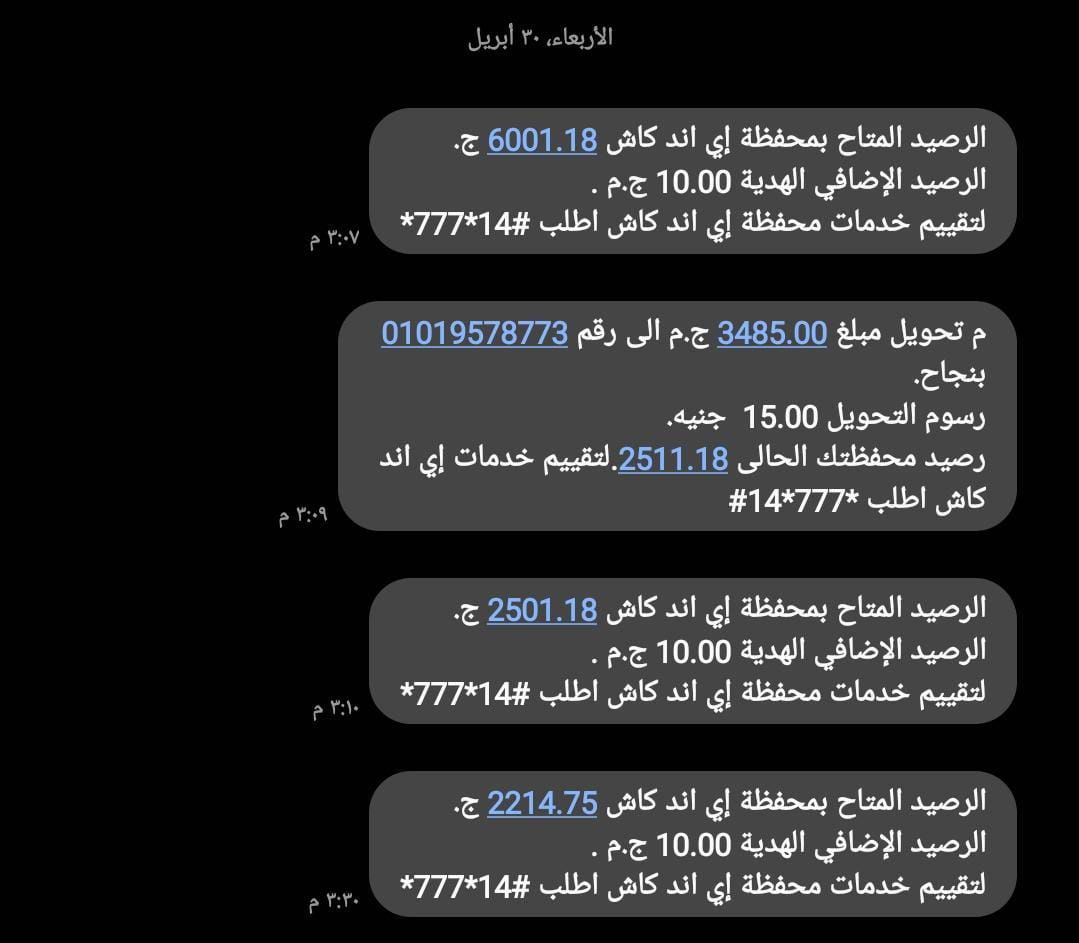 الأربعاء، ٣٠ أبريل
الرصيد المتاح بمحفظة إي اند كاش 6001.18 ج.
الرصيد الإضافي الهدية 10.00 ج.م .
لتقييم خدمات محفظة إي اند كاش اطلب #14*777*
٣:٠٧ م
م تحويل مبلغ 3485.00 ج.م الى رقم 01019578773
بنجاح.
رسوم التحويل 15.00 جنيه.
رصيد محفظتك الحالى 2511.18.لتقييم خدمات إي اند
كاش اطلب *777*14#
٣:٠٩ م
الرصيد المتاح بمحفظة إي اند كاش 2501.18 ج.
الرصيد الإضافي الهدية 10.00 ج.م .
لتقييم خدمات محفظة إي اند كاش اطلب #14*777*
٣:١٠ م
الرصيد المتاح بمحفظة إي اند كاش 2214.75 ج.
الرصيد الإضافي الهدية 10.00 ج.م .
لتقييم خدمات محفظة إي اند كاش اطلب #14*777*
٣:٣٠ م